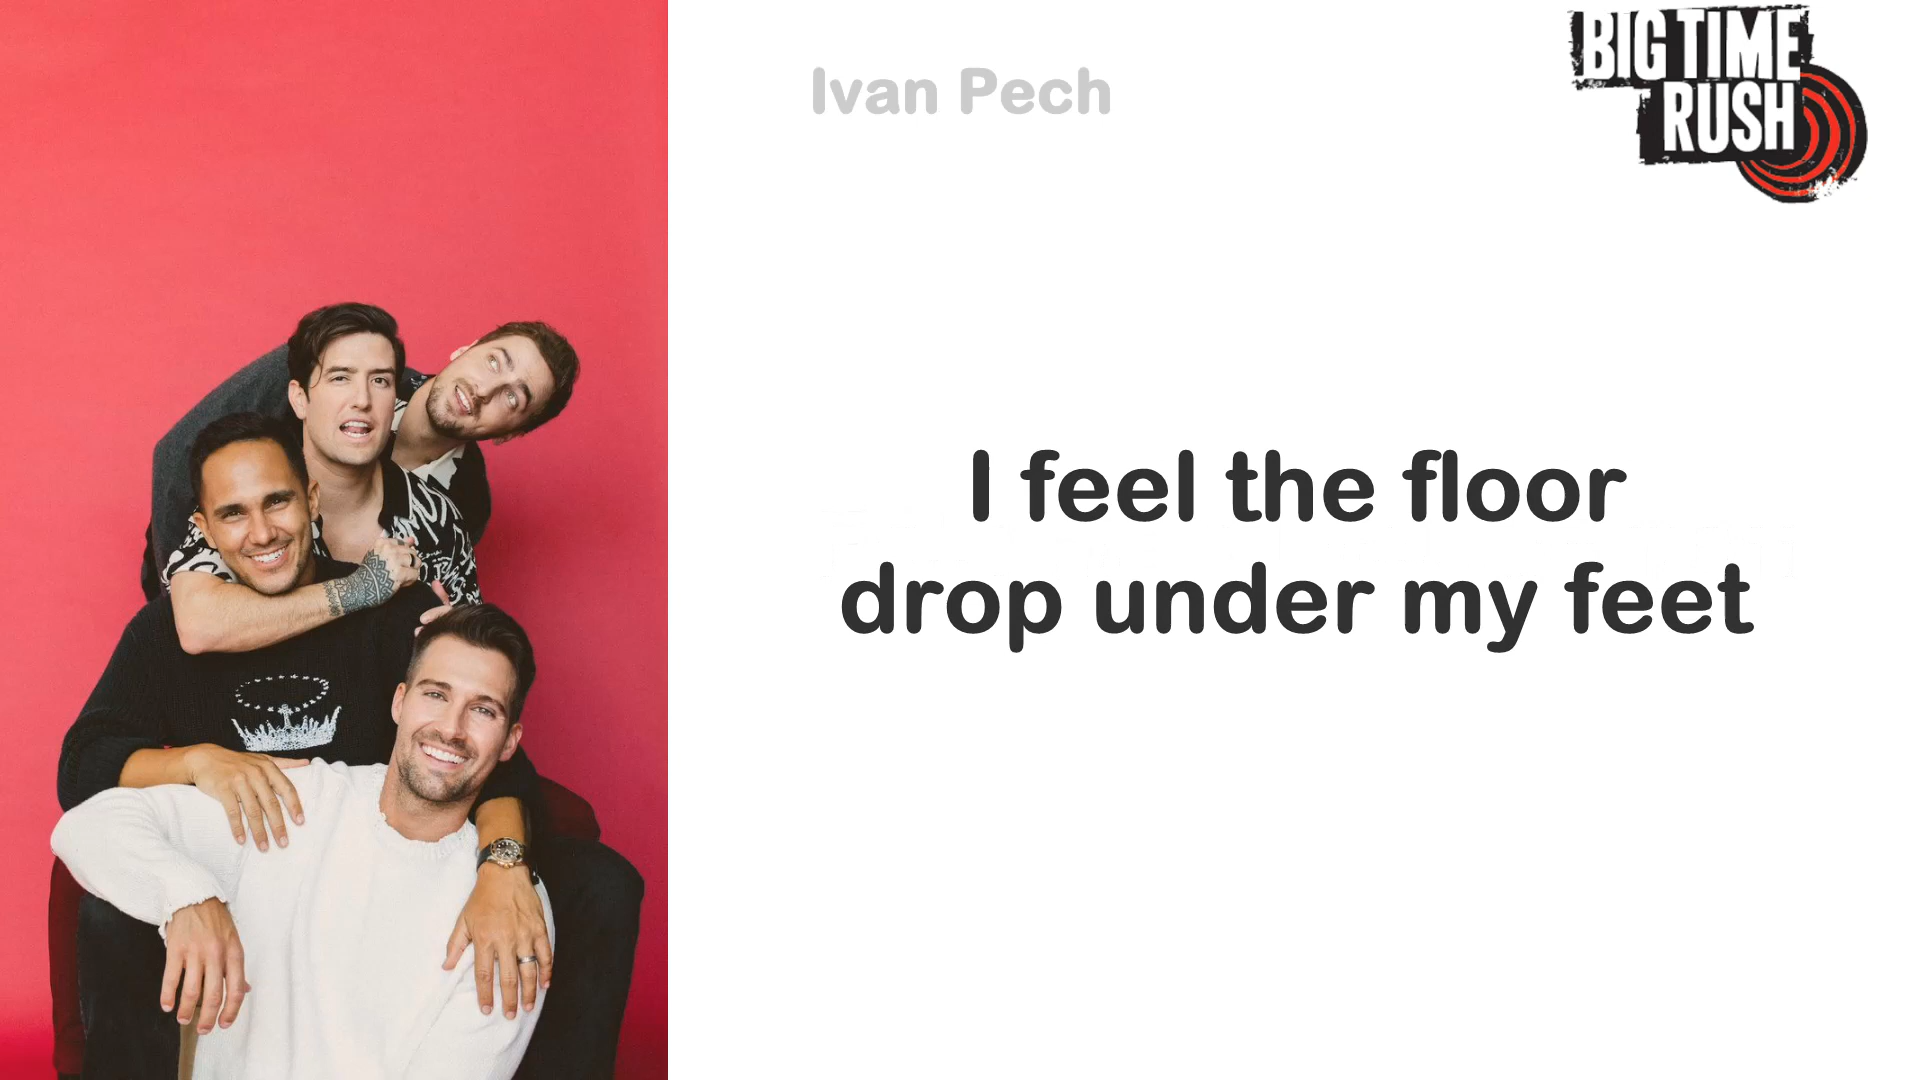 BIG TIME
RUSH
Ivan Pech
I feel the floor
drop under my feet